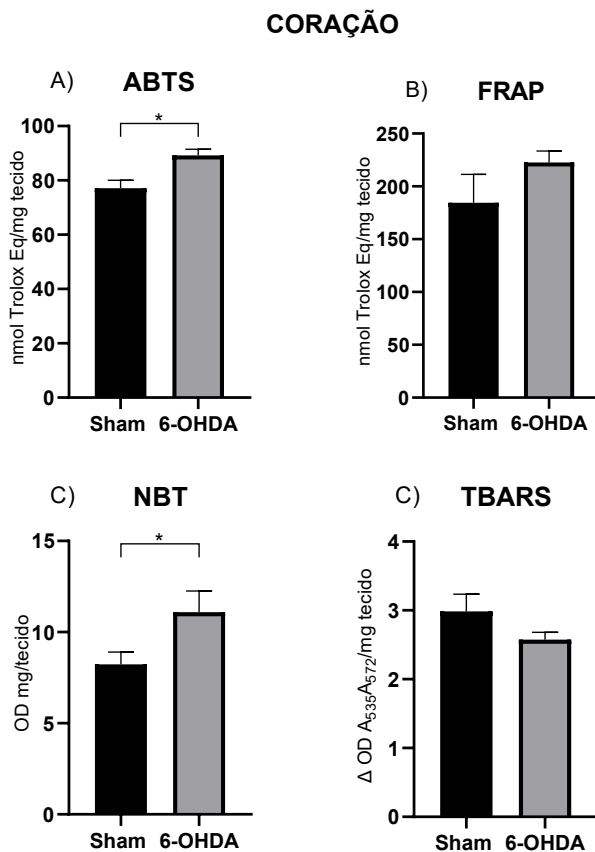 CORAÇÃO
A) ABTS
*
nmol Trolox Eq/mg tecido
100
80
60
40
20
0
Sham 6-OHDA
B) FRAP
nmol Trolox Eq/mg tecido
250
200
150
100
50
0
Sham 6-OHDA
C) NBT
*
OD mg/tecido
15
10
5
0
Sham 6-OHDA
C) TBARS
Δ OD A535A572/mg tecido
4
3
2
1
0
Sham 6-OHDA